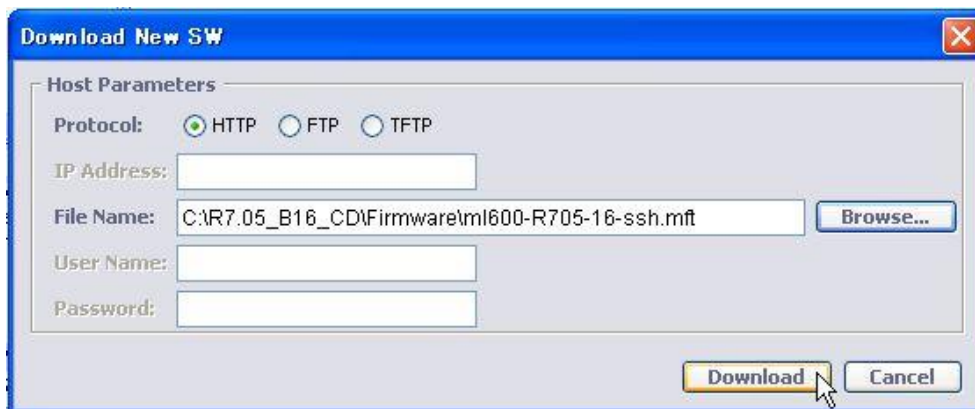 Download New SW
Host Parameters
Protocol: HTTP FTP TFTP
IP Address:
File Name: C:\R7.05_B16_CD\Firmware\ml600-R705-16-ssh.mft Browse...
User Name:
Password:
Download Cancel